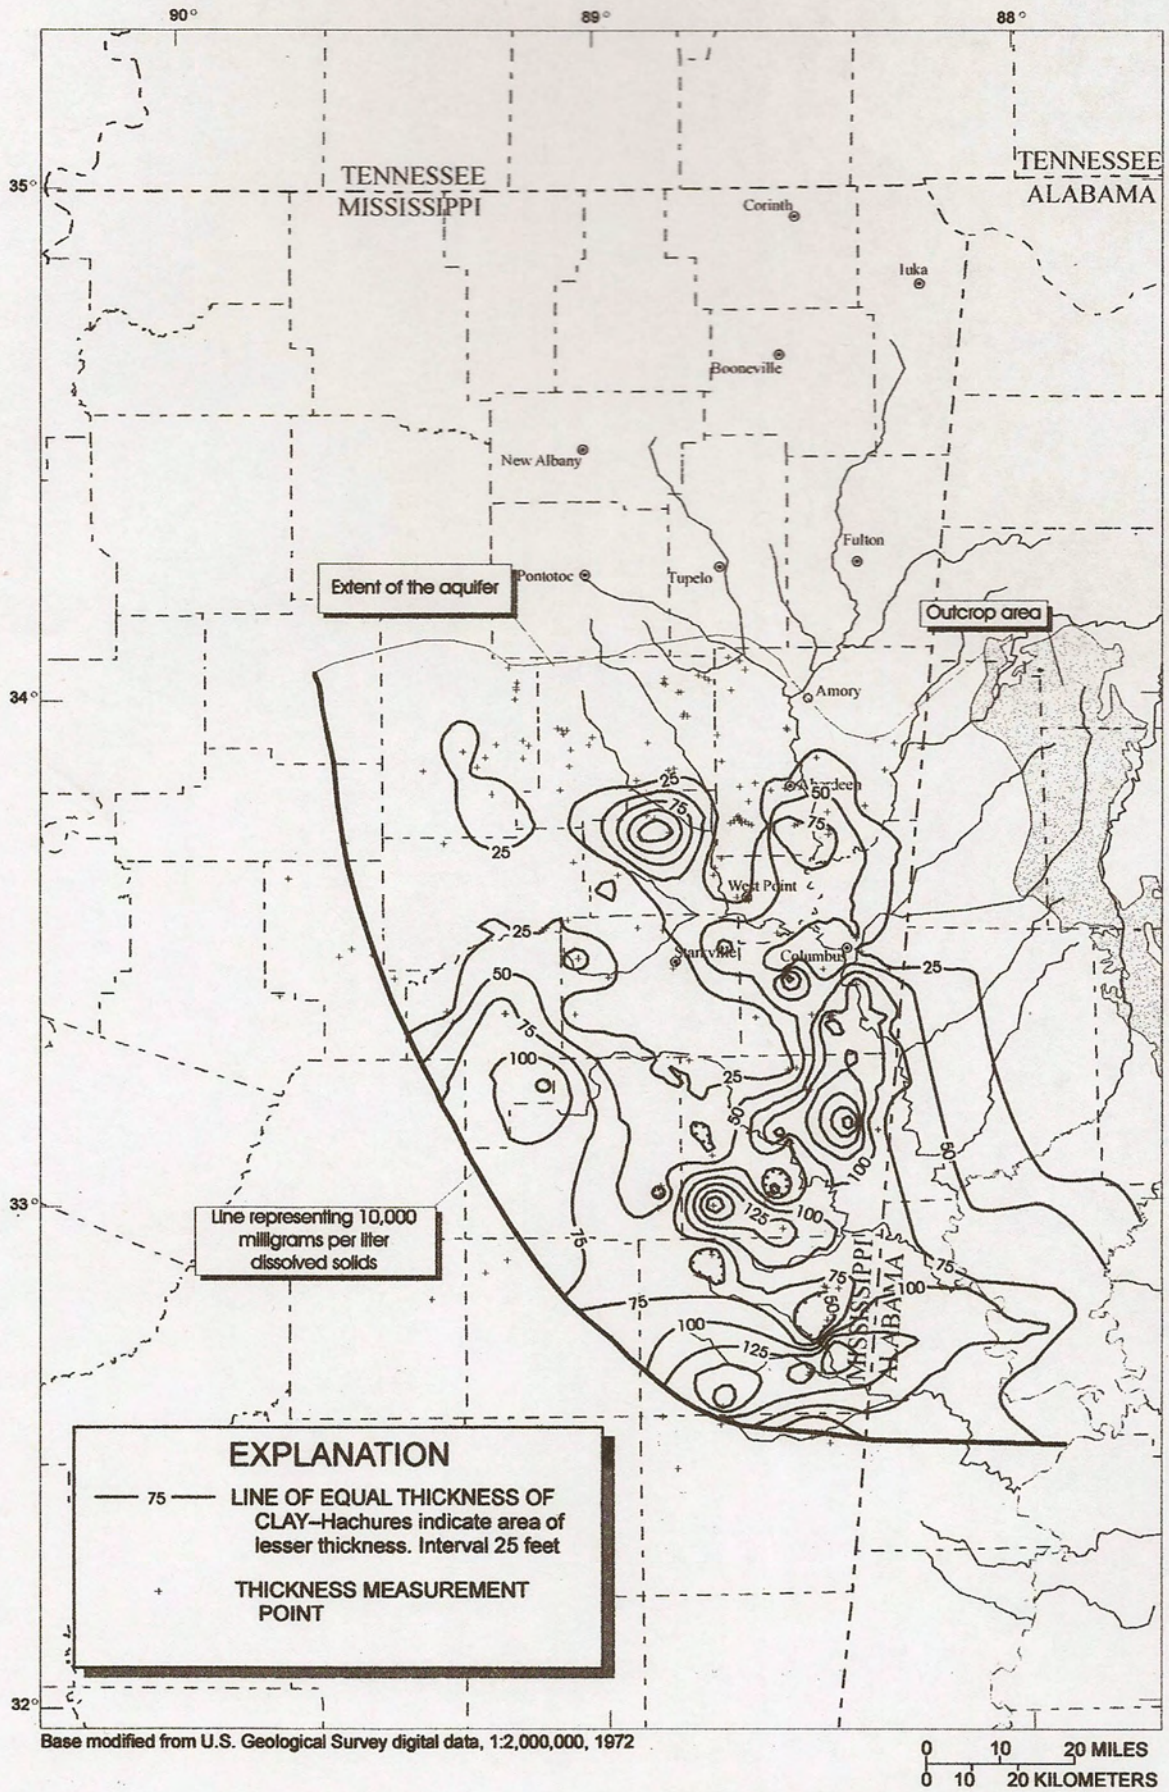 90°
89°
88°
35°
TENNESSEE
MISSISSIPPI
TENNESSEE
ALABAMA
Corinth
Iuka
Booneville
New Albany
Fulton
Extent of the aquifer
Pontotoc
Tupelo
Outcrop area
34°
Amory
25
Aberdeen
50
75
75
25
West Point
25
Starkville
Columbus
25
50
75
100
25
50
50
100
33°
Line representing 10,000
milligrams per liter
dissolved solids
125
100
75
75
75
100
50
75
MISSISSIPPI
ALABAMA
100
125
EXPLANATION
75
LINE OF EQUAL THICKNESS OF
CLAY–Hachures indicate area of
lesser thickness. Interval 25 feet
THICKNESS MEASUREMENT
POINT
32°
Base modified from U.S. Geological Survey digital data, 1:2,000,000, 1972
0 10 20 MILES
0 10 20 KILOMETERS